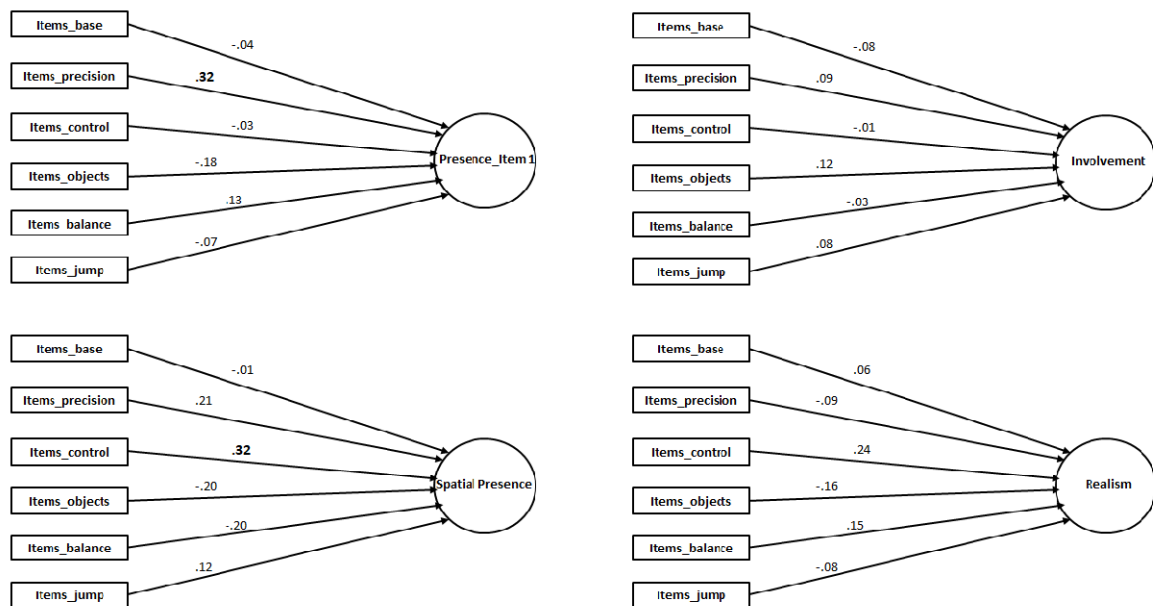 Items_base
-.04
Items_precision
.32
Items_control
-.03
Items_objects
-.18
Items_balance
.13
Items_jump
-.07
Presence_Item 1
Items_base
-.08
Items_precision
.09
Items_control
-.01
Items_objects
.12
Items_balance
-.03
Items_jump
.08
Involvement
Items_base
-.01
Items_precision
.21
Items_control
.32
Items_objects
-.20
Items_balance
-.20
Items_jump
.12
Spatial Presence
Items_base
.06
Items_precision
-.09
Items_control
.24
Items_objects
-.16
Items_balance
.15
Items_jump
-.08
Realism